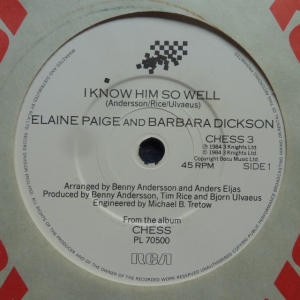 I KNOW HIM SO WELL
(Andersson/Rice/Ulvaeus)
ELAINE PAIGE AND BARBARA DICKSON
CHESS 3
℗ 1984 3 Knights Ltd.
© 1984 3 Knights Ltd.
Copyright Bocu Music Ltd.
45 RPM
SIDE 1
Arranged by Benny Andersson and Anders Eljas
Produced by Benny Andersson, Tim Rice and Bjorn Ulvaeus
Engineered by Michael B. Tretow
From the album
CHESS
PL 70500
RCA